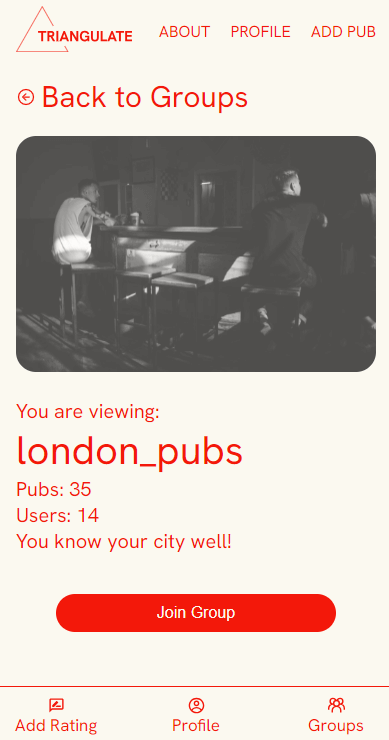 TRIANGULATE ABOUT PROFILE ADD PUB
Back to Groups
You are viewing:
london_pubs
Pubs: 35
Users: 14
You know your city well!
Join Group
Add Rating Profile Groups